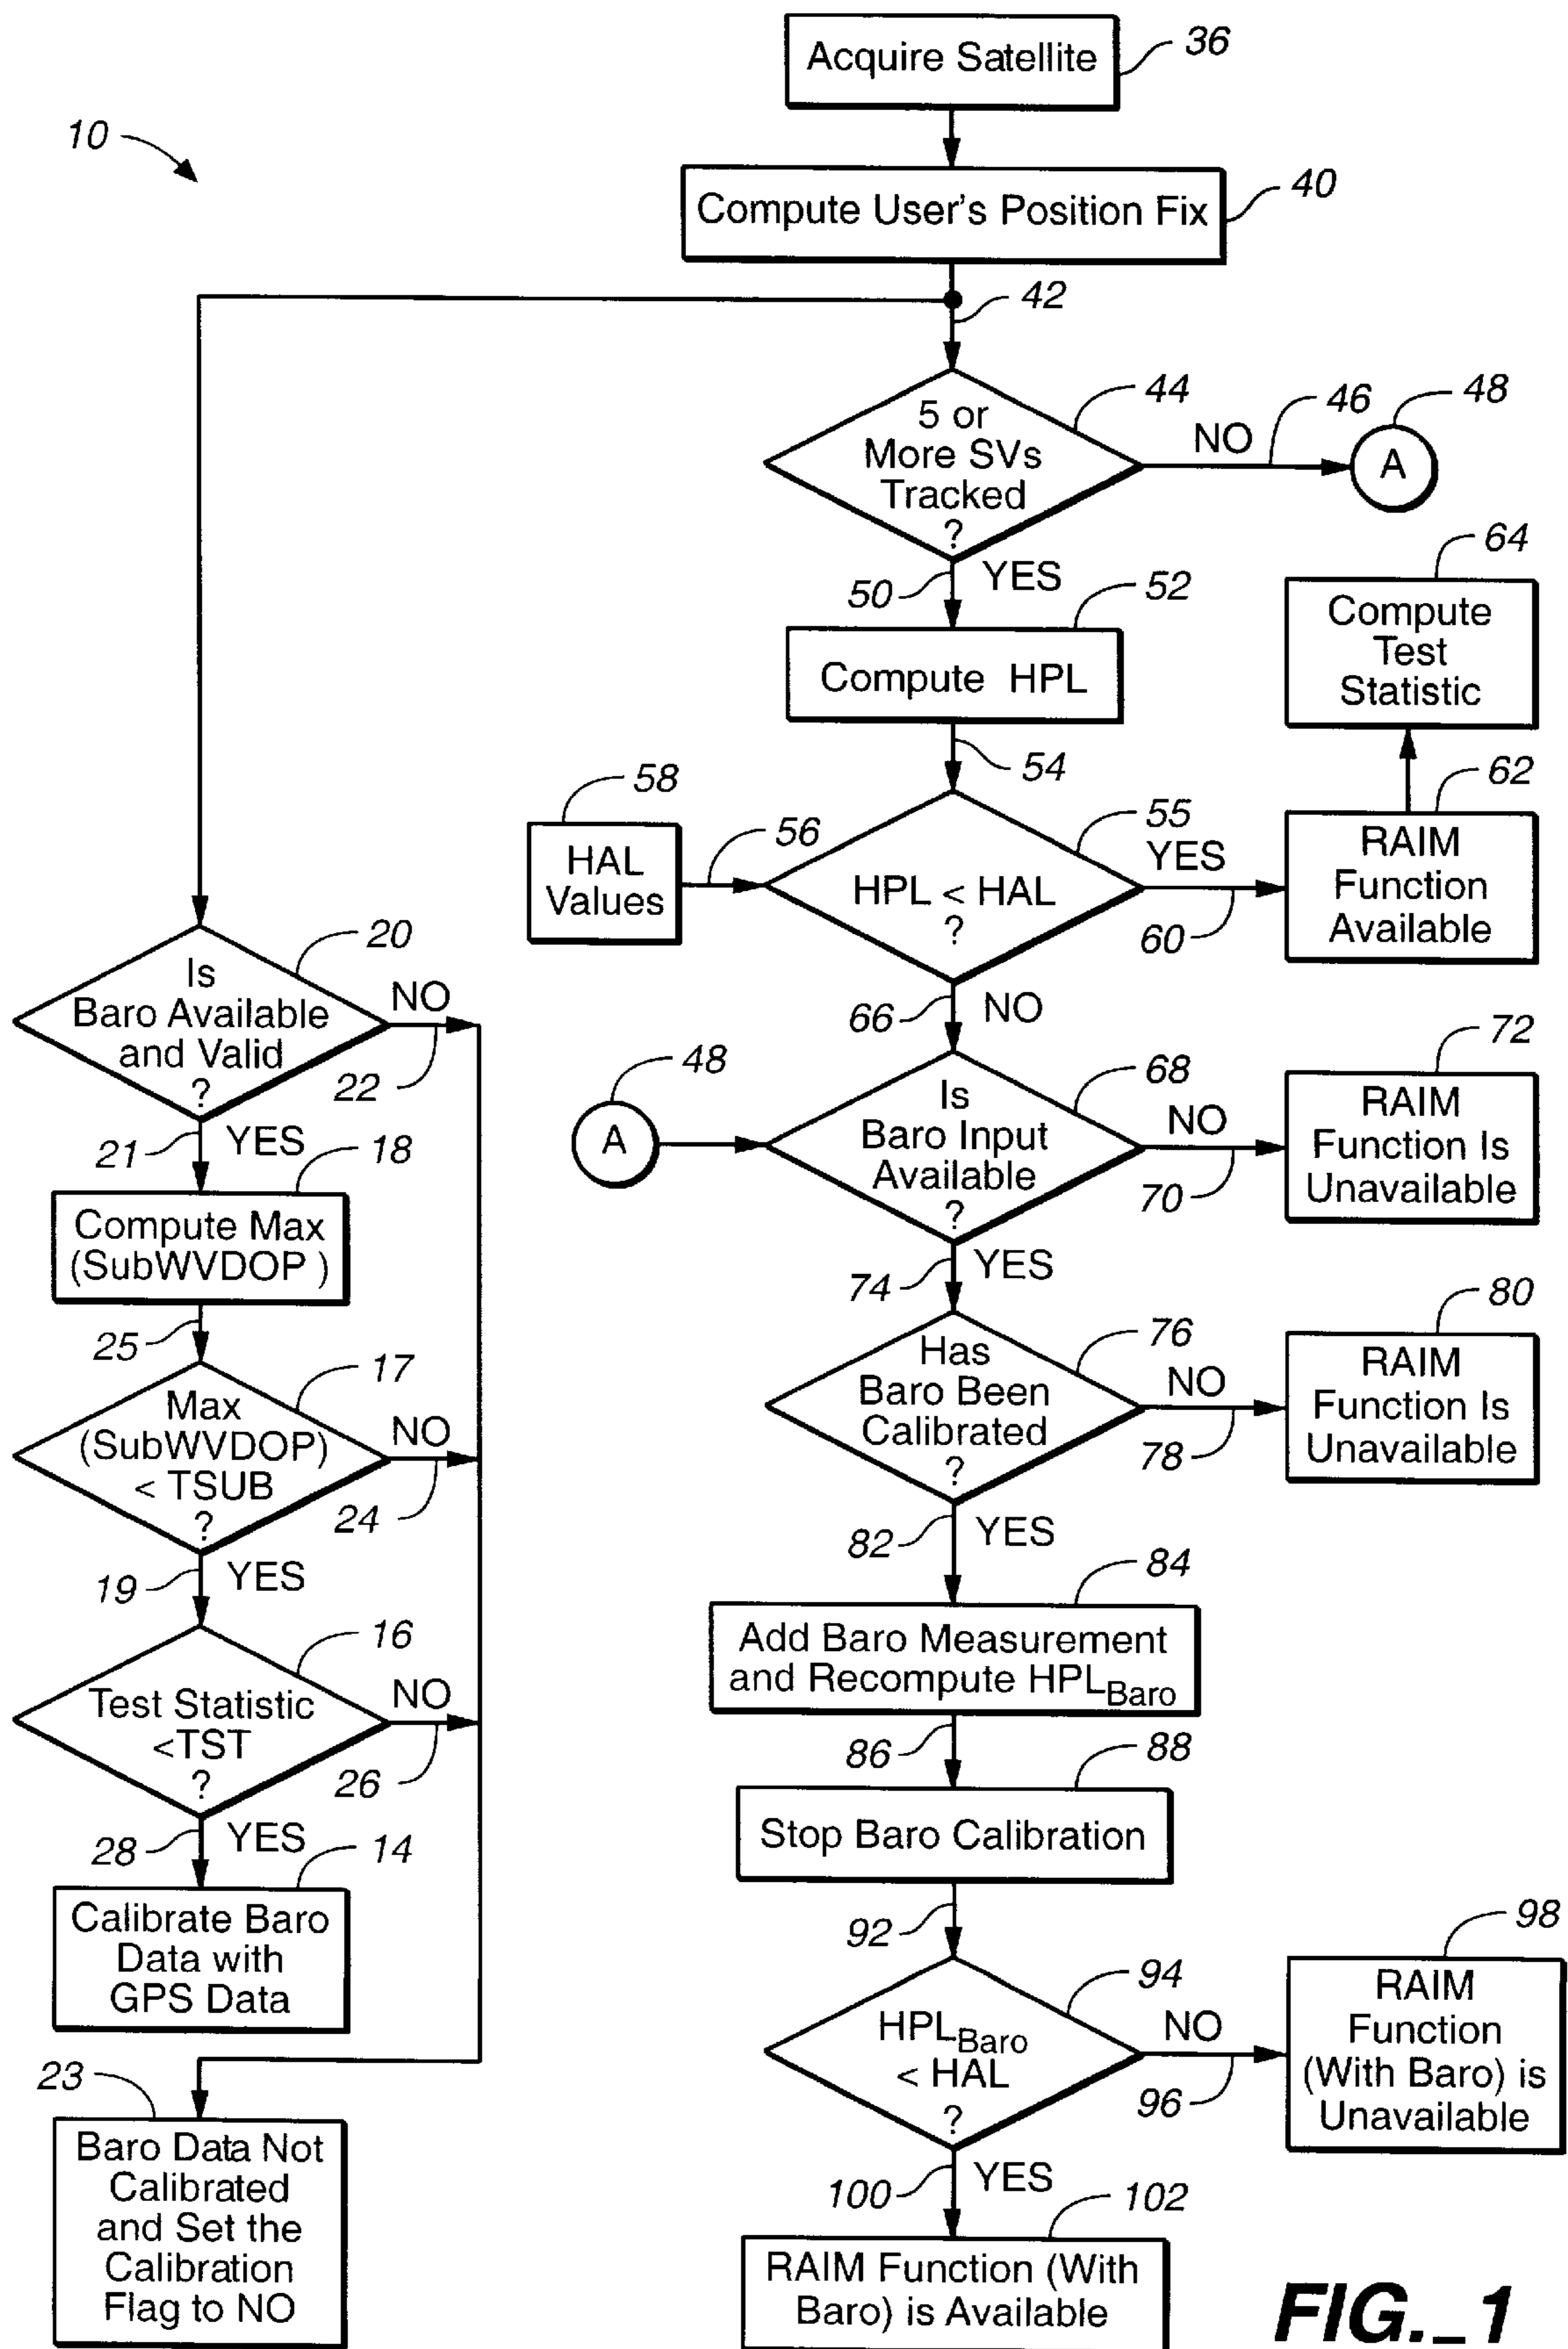 Acquire Satellite
36
10
Compute User's Position Fix
40
42
5 or
More SVs
Tracked
?
44
NO
46
48
A
50
YES
52
Compute HPL
64
Compute
Test
Statistic
54
58
HAL
Values
56
HPL < HAL
?
55
YES
60
62
RAIM
Function
Available
20
Is
Baro Available
and Valid
?
NO
22
66
NO
48
A
Is
Baro Input
Available
?
68
NO
70
72
RAIM
Function Is
Unavailable
21
YES
18
Compute Max
(SubWVDOP )
74
YES
25
17
Max
(SubWVDOP)
< TSUB
?
NO
24
Has
Baro Been
Calibrated
?
76
NO
78
80
RAIM
Function Is
Unavailable
19
YES
82
YES
84
Add Baro Measurement
and Recompute HPLBaro
16
Test Statistic
<TST
?
NO
26
86
88
Stop Baro Calibration
28
YES
14
Calibrate Baro
Data with
GPS Data
92
HPLBaro
< HAL
?
94
NO
96
98
RAIM
Function
(With Baro) is
Unavailable
23
Baro Data Not
Calibrated
and Set the
Calibration
Flag to NO
100
YES
102
RAIM Function (With
Baro) is Available
FIG._1